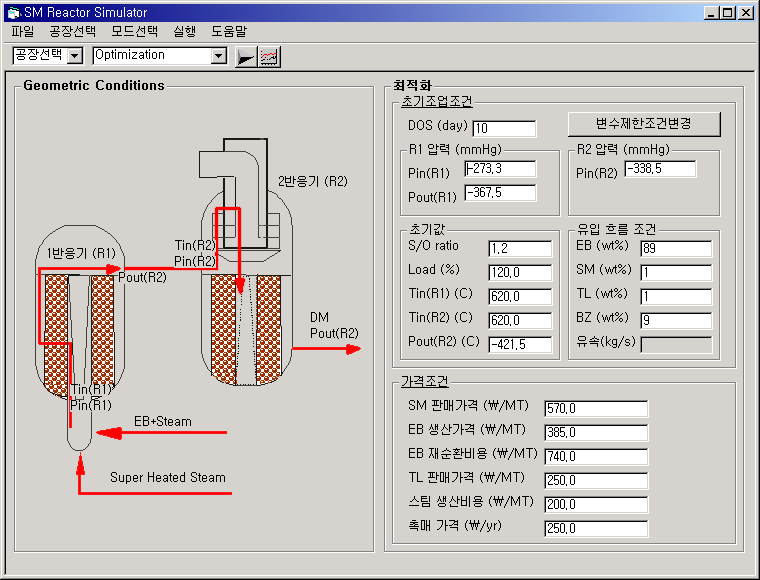 SM Reactor Simulator
파일 공장선택 모드선택 실행 도움말
공장선택 Optimization
Geometric Conditions
2반응기 (R2)
Tin(R2)
Pin(R2)
1반응기 (R1)
Pout(R2)
DM
Pout(R2)
Tin(R1)
Pin(R1)
EB+Steam
Super Heated Steam
최적화
초기조업조건
DOS (day) 10
변수제한조건변경
R1 압력 (mmHg)
Pin(R1) -273,3
Pout(R1) -367,5
R2 압력 (mmHg)
Pin(R2) -338,5
초기값
S/O ratio 1,2
Load (%) 120,0
Tin(R1) (C) 620,0
Tin(R2) (C) 620,0
Pout(R2) (C) -421,5
유입 흐름 조건
EB (wt%) 89
SM (wt%) 1
TL (wt%) 1
BZ (wt%) 9
유속(kg/s)
가격조건
SM 판매가격 (₩/MT) 570,0
EB 생산가격 (₩/MT) 385,0
EB 재순환비용 (₩/MT) 740,0
TL 판매가격 (₩/MT) 250,0
스팀 생산비용 (₩/MT) 200,0
촉매 가격 (₩/yr) 250,0